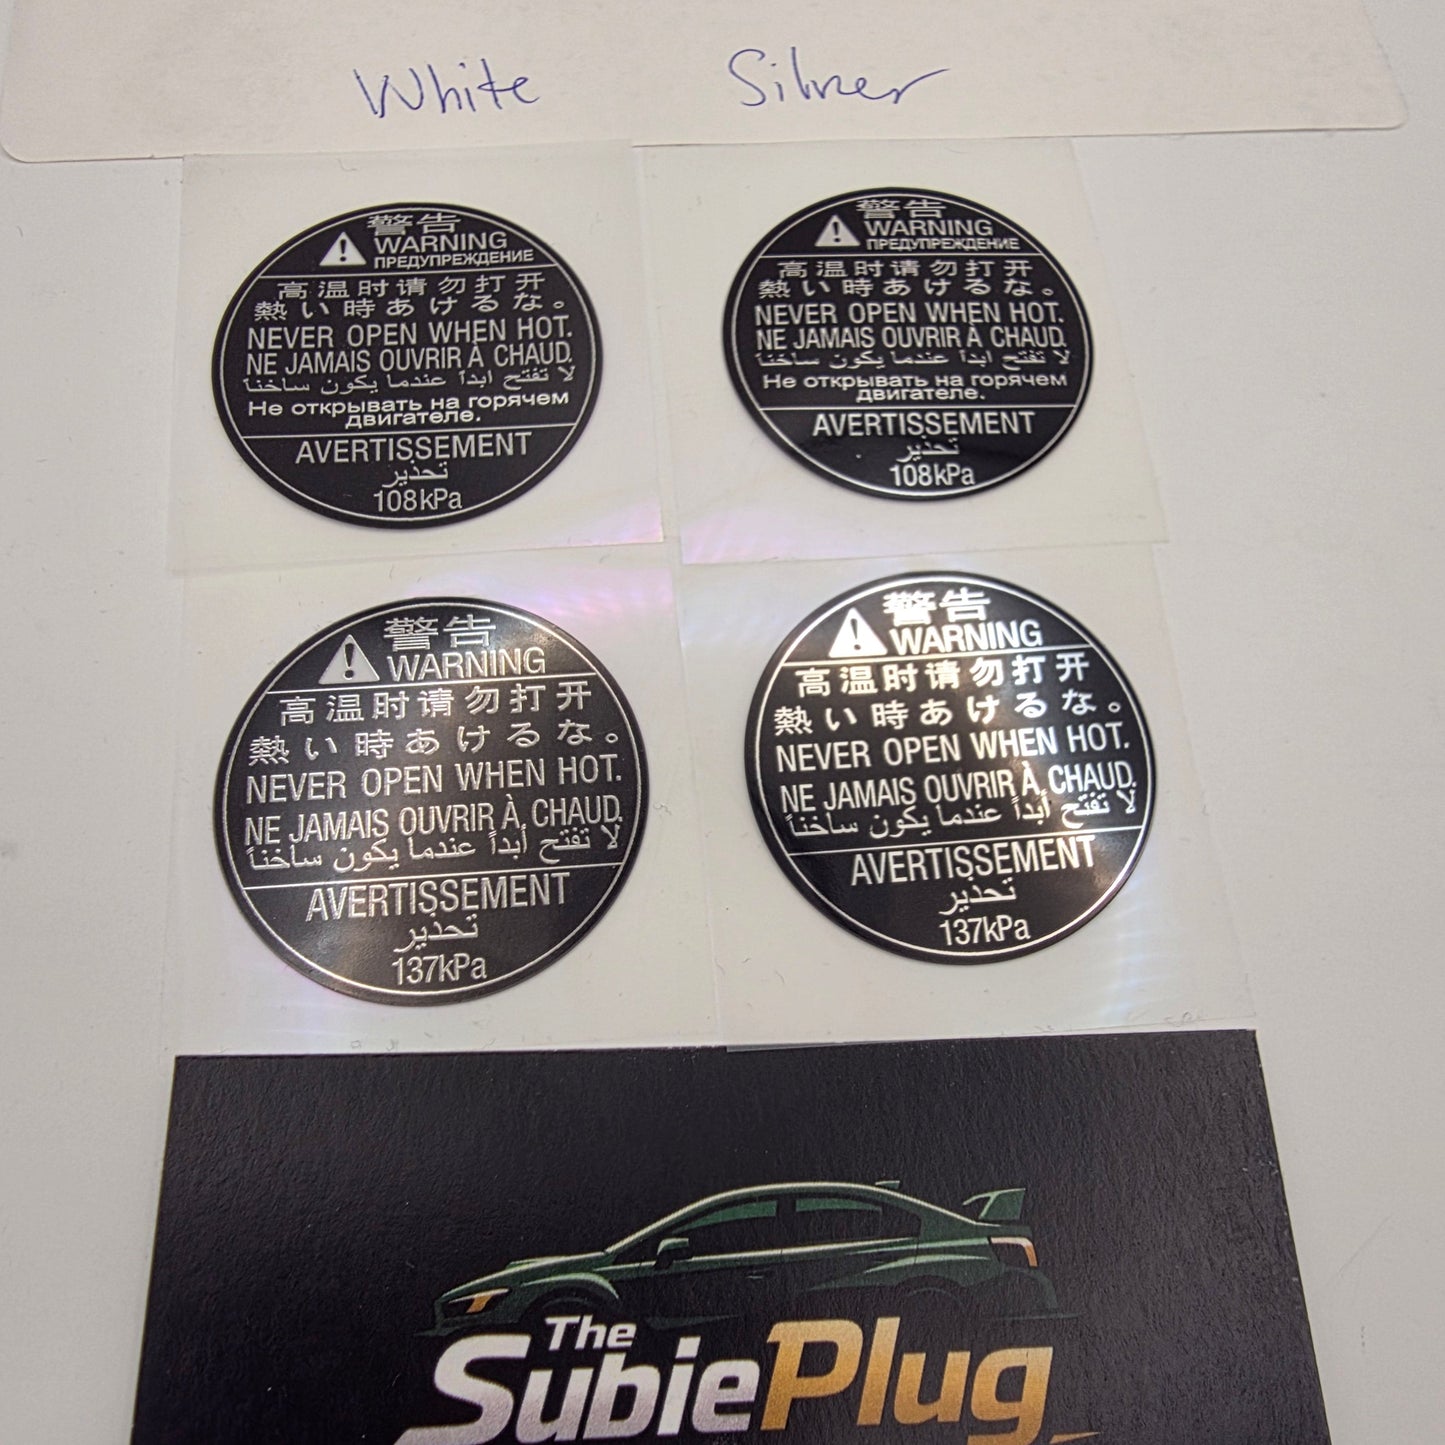 White Silver
警告
WARNING
ПРЕДУПРЕЖДЕНИЕ
高温时请勿打开
熱い時あけるな。
NEVER OPEN WHEN HOT.
NE JAMAIS OUVRIR À CHAUD.
لا تفتح ابدآ عندما يكون ساخناً
Не открывать на горячем
двигателе.
AVERTISSEMENT
تحذير
108kPa
警告
WARNING
ПРЕДУПРЕЖДЕНИЕ
高温时请勿打开
熱い時あけるな。
NEVER OPEN WHEN HOT.
NE JAMAIS OUVRIR À CHAUD.
لا تفتح ابدآ عندما يكون ساخناً
Не открывать на горячем
двигателе.
AVERTISSEMENT
تحذير
108kPa
警告
WARNING
高温时请勿打开
熱い時あけるな。
NEVER OPEN WHEN HOT.
NE JAMAIS OUVRIR À CHAUD.
لا تفتح أبداً عندما يكون ساخناً
AVERTISSEMENT
تحذير
137kPa
警告
WARNING
高温时请勿打开
熱い時あけるな。
NEVER OPEN WHEN HOT.
NE JAMAIS OUVRIR À CHAUD.
لا تفتح أبداً عندما يكون ساخناً
AVERTISSEMENT
تحذير
137kPa
The
SubiePlug